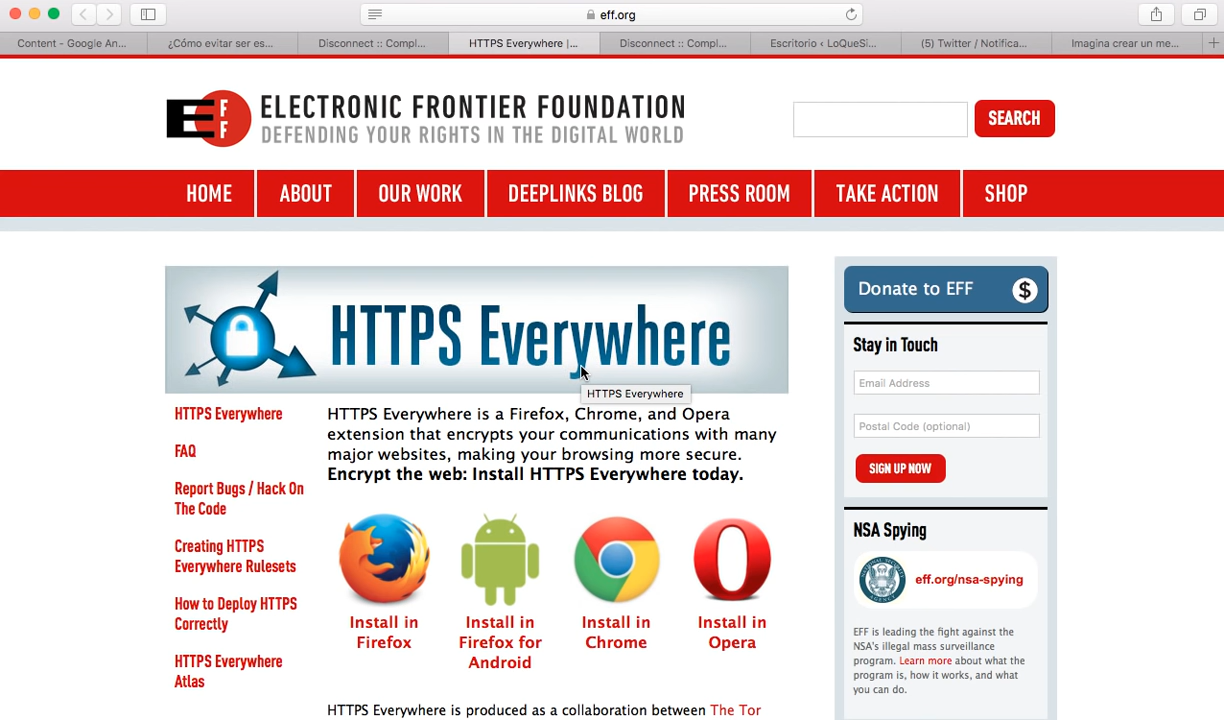 eff.org
Content - Google An...
¿Cómo evitar ser es...
Disconnect :: Compl...
HTTPS Everywhere |...
Disconnect :: Compl...
Escritorio ‹ LoQueSi...
(5) Twitter / Notifica...
Imagina crear un me...
EFF
ELECTRONIC FRONTIER FOUNDATION
DEFENDING YOUR RIGHTS IN THE DIGITAL WORLD
SEARCH
HOME
ABOUT
OUR WORK
DEEPLINKS BLOG
PRESS ROOM
TAKE ACTION
SHOP
HTTPS Everywhere
HTTPS Everywhere
HTTPS Everywhere
FAQ
Report Bugs / Hack On
The Code
Creating HTTPS
Everywhere Rulesets
How to Deploy HTTPS
Correctly
HTTPS Everywhere
Atlas
HTTPS Everywhere is a Firefox, Chrome, and Opera
extension that encrypts your communications with many
major websites, making your browsing more secure.
Encrypt the web: Install HTTPS Everywhere today.
Install in
Firefox
Install in
Firefox for
Android
Install in
Chrome
Install in
Opera
HTTPS Everywhere is produced as a collaboration between The Tor
Donate to EFF
$
Stay in Touch
Email Address
Postal Code (optional)
SIGN UP NOW
NSA Spying
eff.org/nsa-spying
EFF is leading the fight against the
NSA's illegal mass surveillance
program. Learn more about what the
program is, how it works, and what
you can do.